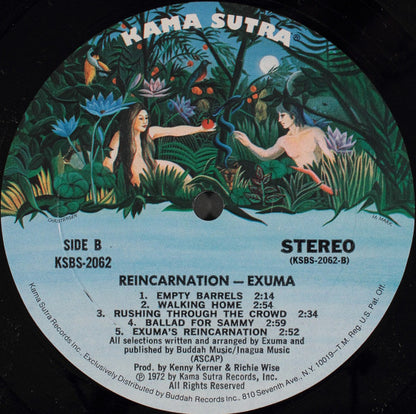 KAMA SUTRA®
CHRISTENSEN
M. MARK
SIDE B
KSBS-2062
STEREO
(KSBS-2062-B)
REINCARNATION — EXUMA
1. EMPTY BARRELS 2:14
2. WALKING HOME 2:54
3. RUSHING THROUGH THE CROWD 2:34
4. BALLAD FOR SAMMY 2:59
5. EXUMA'S REINCARNATION 2:52
All selections written and arranged by Exuma and
published by Buddah Music/Inagua Music
(ASCAP)
Prod. by Kenny Kerner & Richie Wise
Ⓟ 1972 by Kama Sutra Records, Inc.
All Rights Reserved
Kama Sutra Records Inc. Exclusively Distributed by Buddah Records Inc., 810 Seventh Ave., N.Y. 10019—T.M. Reg. U.S. Pat. Off.